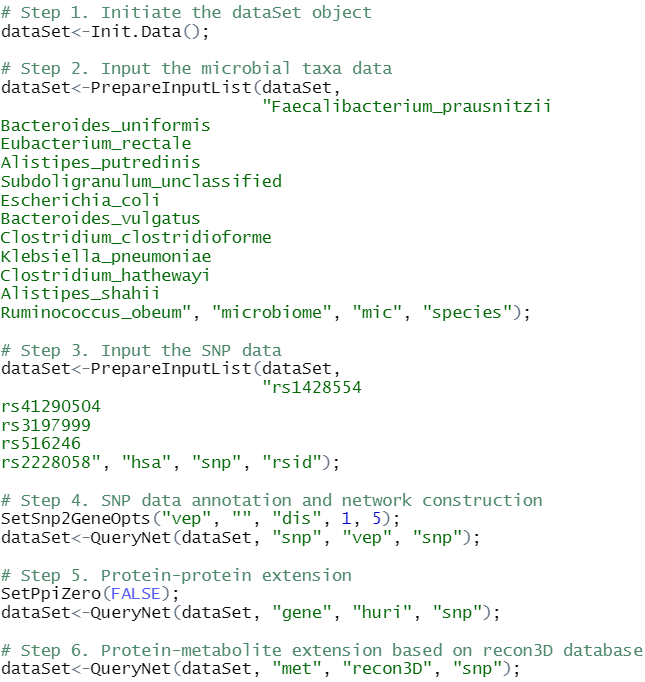 # Step 1. Initiate the dataSet object
dataSet<-Init.Data();
# Step 2. Input the microbial taxa data
dataSet<-PrepareInputList(dataSet,
"Faecalibacterium_prausnitzii
Bacteroides_uniformis
Eubacterium_rectale
Alistipes_putredinis
Subdoligranulum_unclassified
Escherichia_coli
Bacteroides_vulgatus
Clostridium_clostridioforme
Klebsiella_pneumoniae
Clostridium_hathewayi
Alistipes_shahii
Ruminococcus_obeum", "microbiome", "mic", "species");
# Step 3. Input the SNP data
dataSet<-PrepareInputList(dataSet,
"rs1428554
rs41290504
rs3197999
rs516246
rs2228058", "hsa", "snp", "rsid");
# Step 4. SNP data annotation and network construction
SetSnp2GeneOpts("vep", "", "dis", 1, 5);
dataSet<-QueryNet(dataSet, "snp", "vep", "snp");
# Step 5. Protein-protein extension
SetPpiZero(FALSE);
dataSet<-QueryNet(dataSet, "gene", "huri", "snp");
# Step 6. Protein-metabolite extension based on recon3D database
dataSet<-QueryNet(dataSet, "met", "recon3D", "snp");